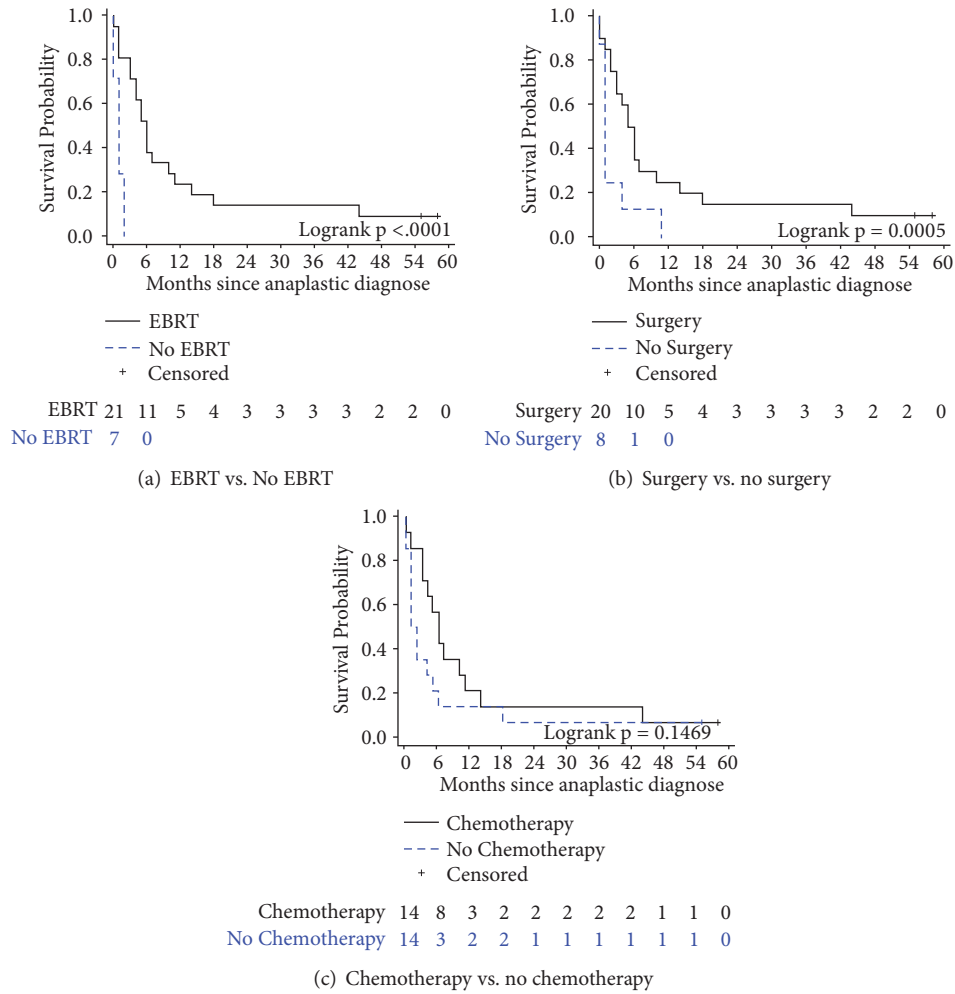 1.0
0.8
0.6
0.4
0.2
0.0
Survival Probability
Logrank p <.0001
0 6 12 18 24 30 36 42 48 54 60
Months since anaplastic diagnose
EBRT
No EBRT
+ Censored
EBRT 21 11 5 4 3 3 3 3 2 2 0
No EBRT 7 0
(a) EBRT vs. No EBRT
1.0
0.8
0.6
0.4
0.2
0.0
Survival Probability
Logrank p = 0.0005
0 6 12 18 24 30 36 42 48 54 60
Months since anaplastic diagnose
Surgery
No Surgery
+ Censored
Surgery 20 10 5 4 3 3 3 3 2 2 0
No Surgery 8 1 0
(b) Surgery vs. no surgery
1.0
0.8
0.6
0.4
0.2
0.0
Survival Probability
Logrank p = 0.1469
0 6 12 18 24 30 36 42 48 54 60
Months since anaplastic diagnose
Chemotherapy
No Chemotherapy
+ Censored
Chemotherapy 14 8 3 2 2 2 2 2 1 1 0
No Chemotherapy 14 3 2 2 1 1 1 1 1 1 0
(c) Chemotherapy vs. no chemotherapy